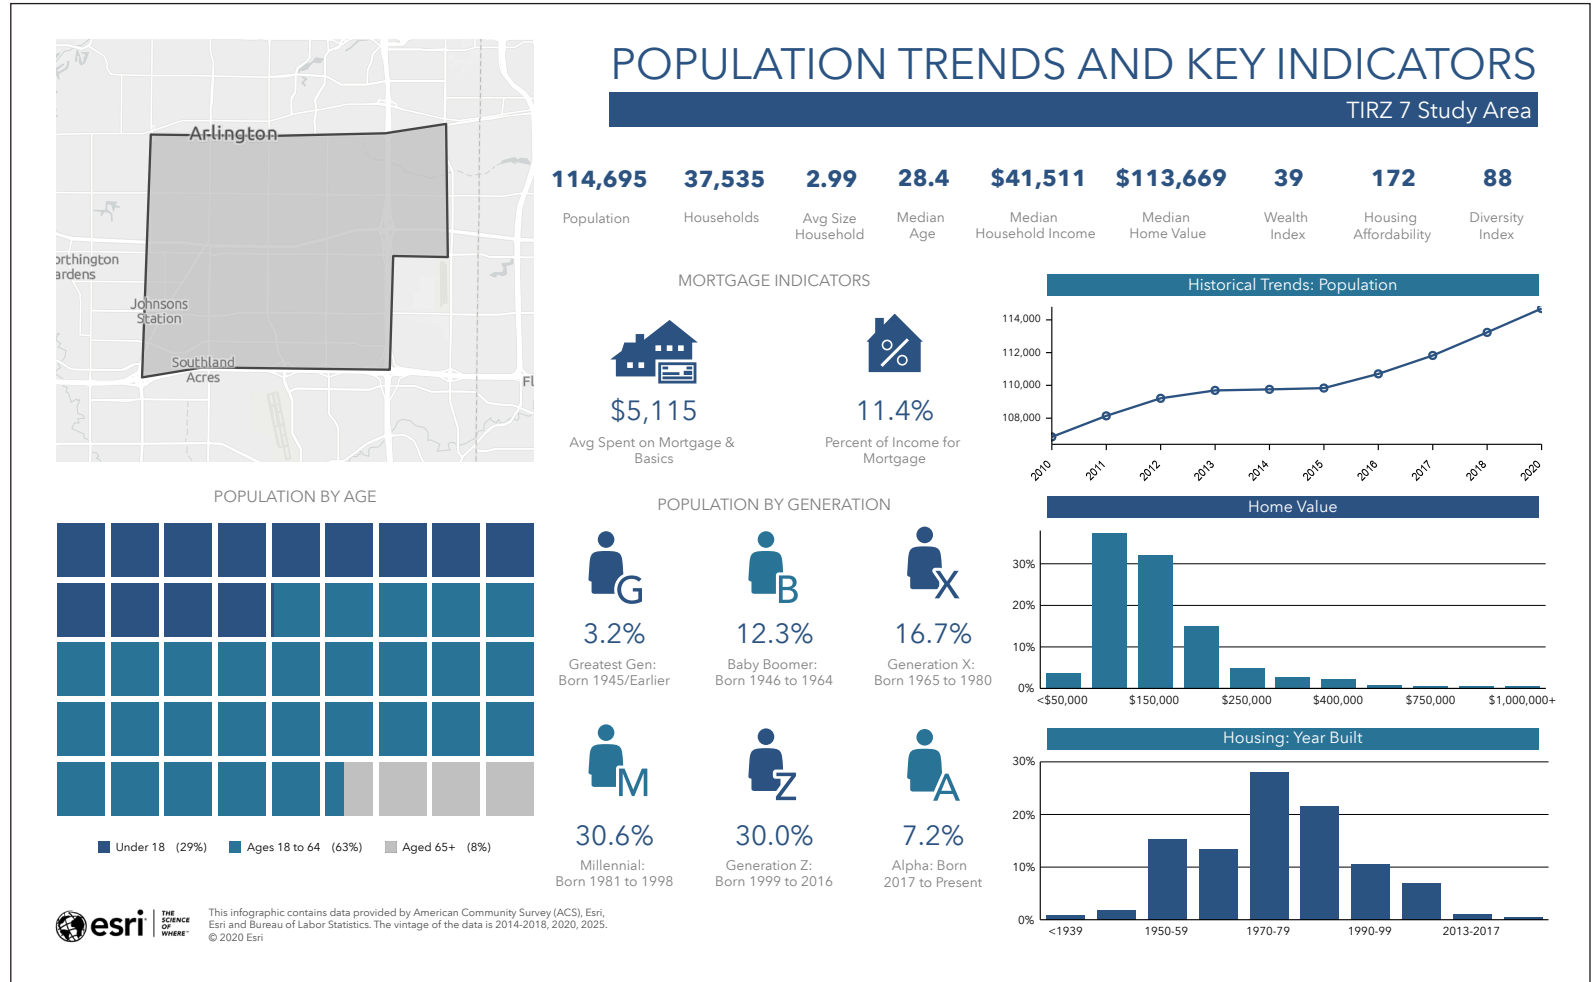 POPULATION TRENDS AND KEY INDICATORS
TIRZ 7 Study Area
Arlington
orthington
ardens
Johnsons
Station
Southland
Acres
Fl
114,695
Population
37,535
Households
2.99
Avg Size
Household
28.4
Median
Age
$41,511
Median
Household Income
$113,669
Median
Home Value
39
Wealth
Index
172
Housing
Affordability
88
Diversity
Index
MORTGAGE INDICATORS
$5,115
Avg Spent on Mortgage &
Basics
%
11.4%
Percent of Income for
Mortgage
Historical Trends: Population
114,000
112,000
110,000
108,000
2010
2011
2012
2013
2014
2015
2016
2017
2018
2020
POPULATION BY AGE
Under 18 (29%)
Ages 18 to 64 (63%)
Aged 65+ (8%)
POPULATION BY GENERATION
G
3.2%
Greatest Gen:
Born 1945/Earlier
B
12.3%
Baby Boomer:
Born 1946 to 1964
X
16.7%
Generation X:
Born 1965 to 1980
M
30.6%
Millennial:
Born 1981 to 1998
Z
30.0%
Generation Z:
Born 1999 to 2016
A
7.2%
Alpha: Born
2017 to Present
Home Value
30%
20%
10%
0%
<$50,000
$150,000
$250,000
$400,000
$750,000
$1,000,000+
Housing: Year Built
30%
20%
10%
0%
<1939
1950-59
1970-79
1990-99
2013-2017
esri
THE
SCIENCE
OF
WHERE™
This infographic contains data provided by American Community Survey (ACS), Esri,
Esri and Bureau of Labor Statistics. The vintage of the data is 2014-2018, 2020, 2025.
© 2020 Esri